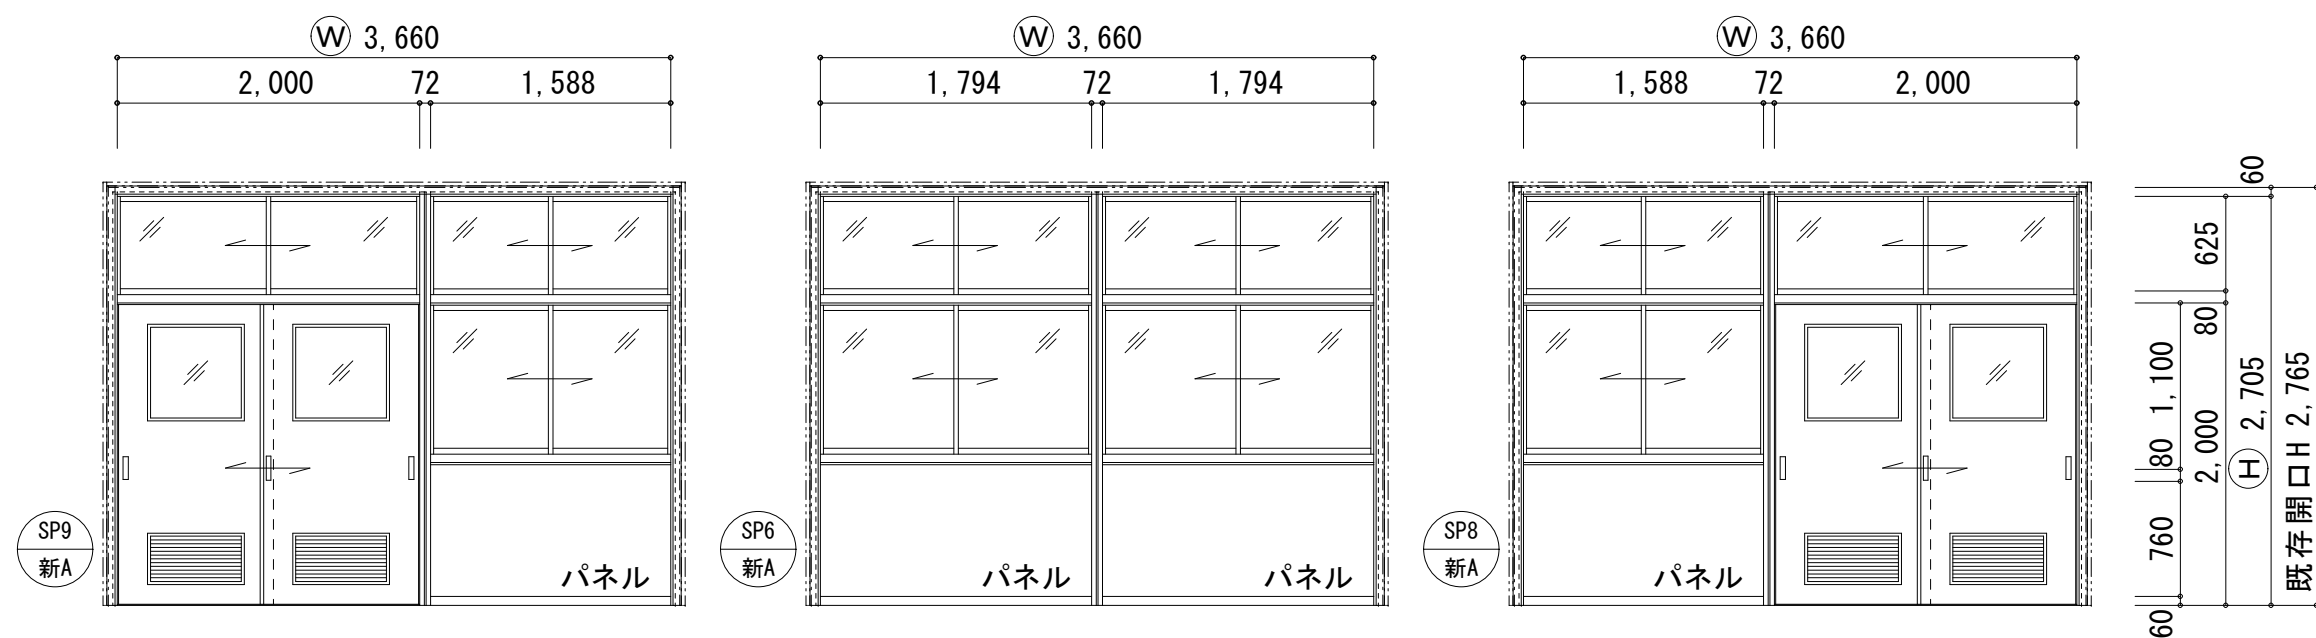 Ⓦ 3,660
2,000 72 1,588
SP9
新A
パネル
Ⓦ 3,660
1,794 72 1,794
SP6
新A
パネル パネル
Ⓦ 3,660
1,588 72 2,000
SP8
新A
パネル
60 760 80 1,100
2,000 80 625
Ⓗ 2,705 60
既存開口H 2,765